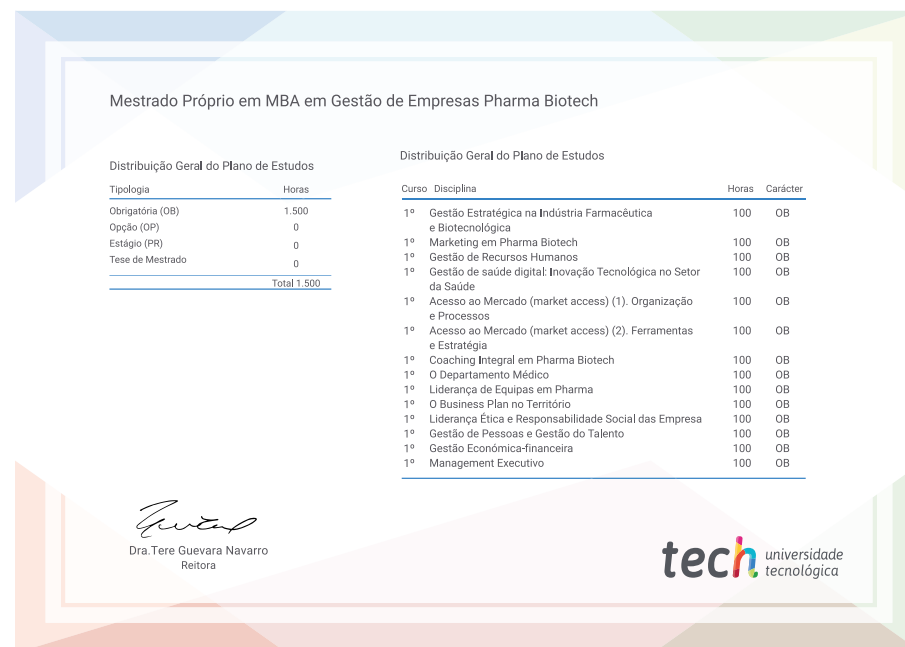 Mestrado Próprio em MBA em Gestão de Empresas Pharma Biotech
Distribuição Geral do Plano de Estudos
Tipologia Horas
Obrigatória (OB) 1.500
Opção (OP) 0
Estágio (PR) 0
Tese de Mestrado 0
Total 1.500
Distribuição Geral do Plano de Estudos
Curso Disciplina Horas Carácter
1º Gestão Estratégica na Indústria Farmacêutica 100 OB
e Biotecnológica
1º Marketing em Pharma Biotech 100 OB
1º Gestão de Recursos Humanos 100 OB
1º Gestão de saúde digital: Inovação Tecnológica no Setor 100 OB
da Saúde
1º Acesso ao Mercado (market access) (1). Organização 100 OB
e Processos
1º Acesso ao Mercado (market access) (2). Ferramentas 100 OB
e Estratégia
1º Coaching Integral em Pharma Biotech 100 OB
1º O Departamento Médico 100 OB
1º Liderança de Equipas em Pharma 100 OB
1º O Business Plan no Território 100 OB
1º Liderança Ética e Responsabilidade Social das Empresa 100 OB
1º Gestão de Pessoas e Gestão do Talento 100 OB
1º Gestão Económica-financeira 100 OB
1º Management Executivo 100 OB
Dra.Tere Guevara Navarro
Reitora
tech universidade
tecnológica